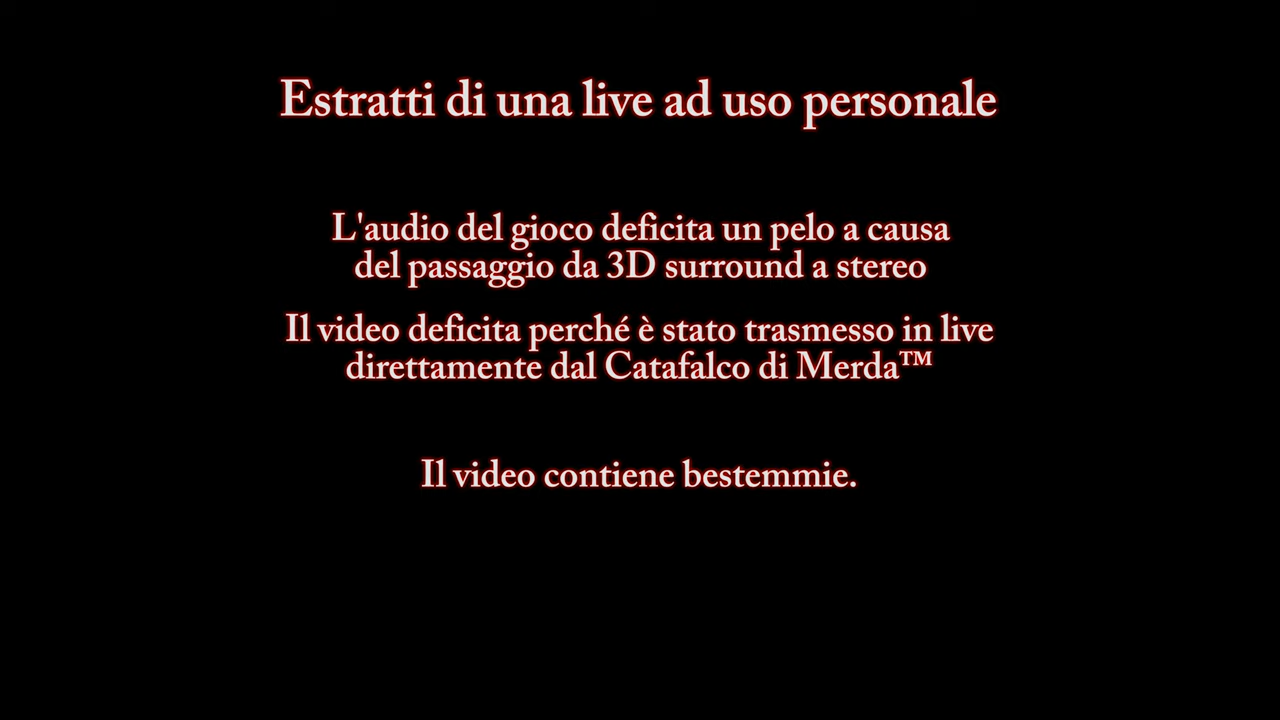 Estratti di una live ad uso personale
L'audio del gioco deficita un pelo a causa
del passaggio da 3D surround a stereo
Il video deficita perché è stato trasmesso in live
direttamente dal Catafalco di Merda™
Il video contiene bestemmie.